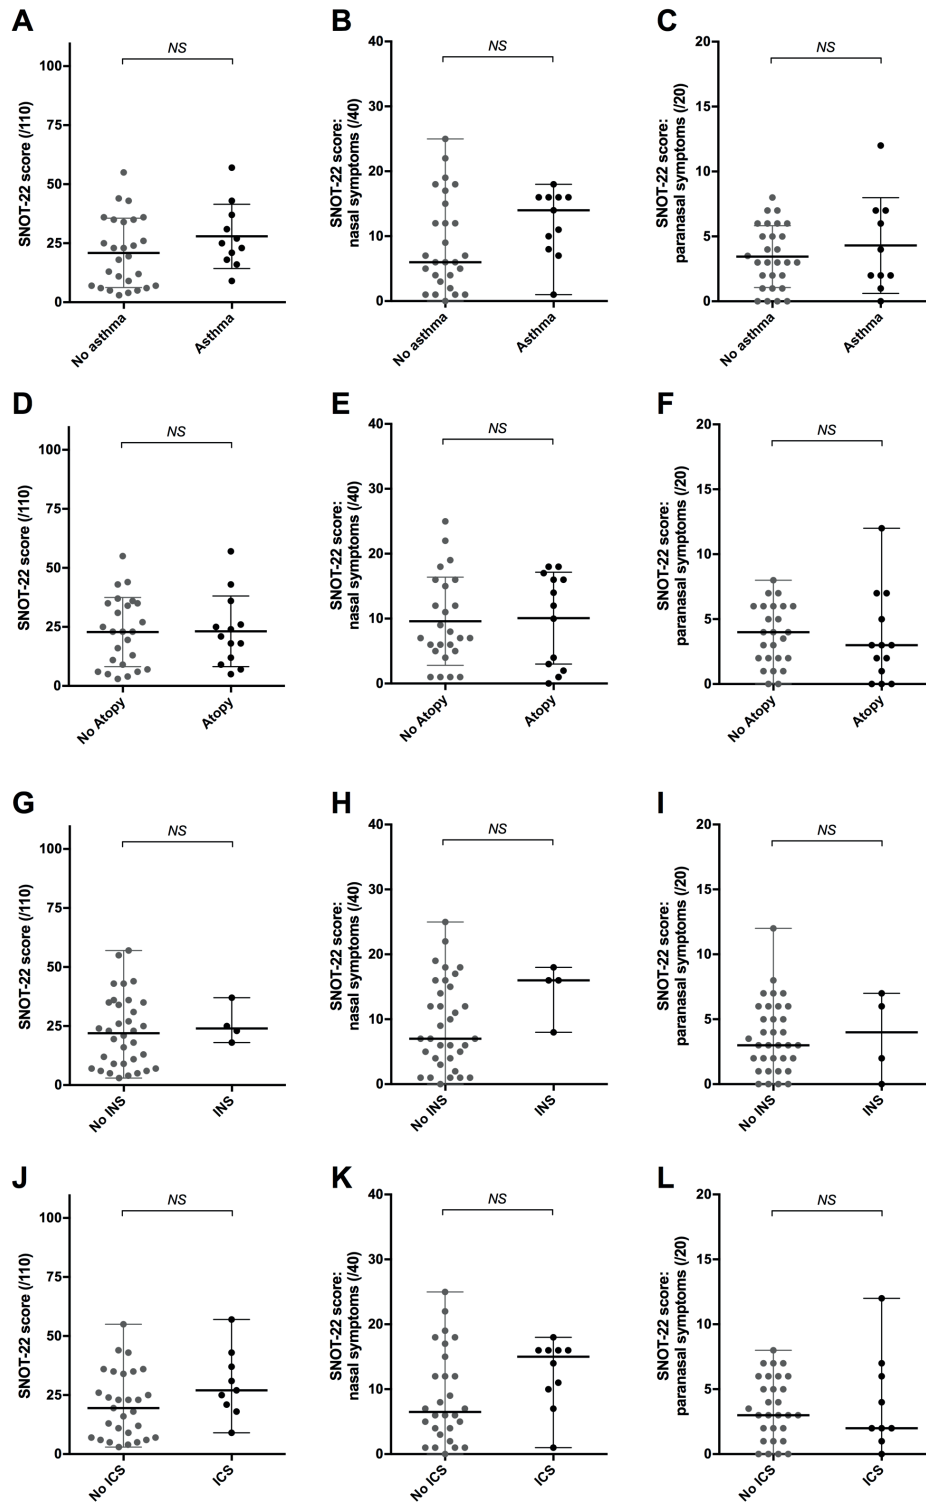 A
SNOT-22 score (/110)
100
75
50
25
0
NS
No asthma
Asthma
B
SNOT-22 score:
nasal symptoms (/40)
40
30
20
10
0
NS
No asthma
Asthma
C
SNOT-22 score:
paranasal symptoms (/20)
20
15
10
5
0
NS
No asthma
Asthma
D
SNOT-22 score (/110)
100
75
50
25
0
NS
No Atopy
Atopy
E
SNOT-22 score:
nasal symptoms (/40)
40
30
20
10
0
NS
No Atopy
Atopy
F
SNOT-22 score:
paranasal symptoms (/20)
20
15
10
5
0
NS
No Atopy
Atopy
G
SNOT-22 score (/110)
100
75
50
25
0
NS
No INS
INS
H
SNOT-22 score:
nasal symptoms (/40)
40
30
20
10
0
NS
No INS
INS
I
SNOT-22 score:
paranasal symptoms (/20)
20
15
10
5
0
NS
No INS
INS
J
SNOT-22 score (/110)
100
75
50
25
0
NS
No ICS
ICS
K
SNOT-22 score:
nasal symptoms (/40)
40
30
20
10
0
NS
No ICS
ICS
L
SNOT-22 score:
paranasal symptoms (/20)
20
15
10
5
0
NS
No ICS
ICS